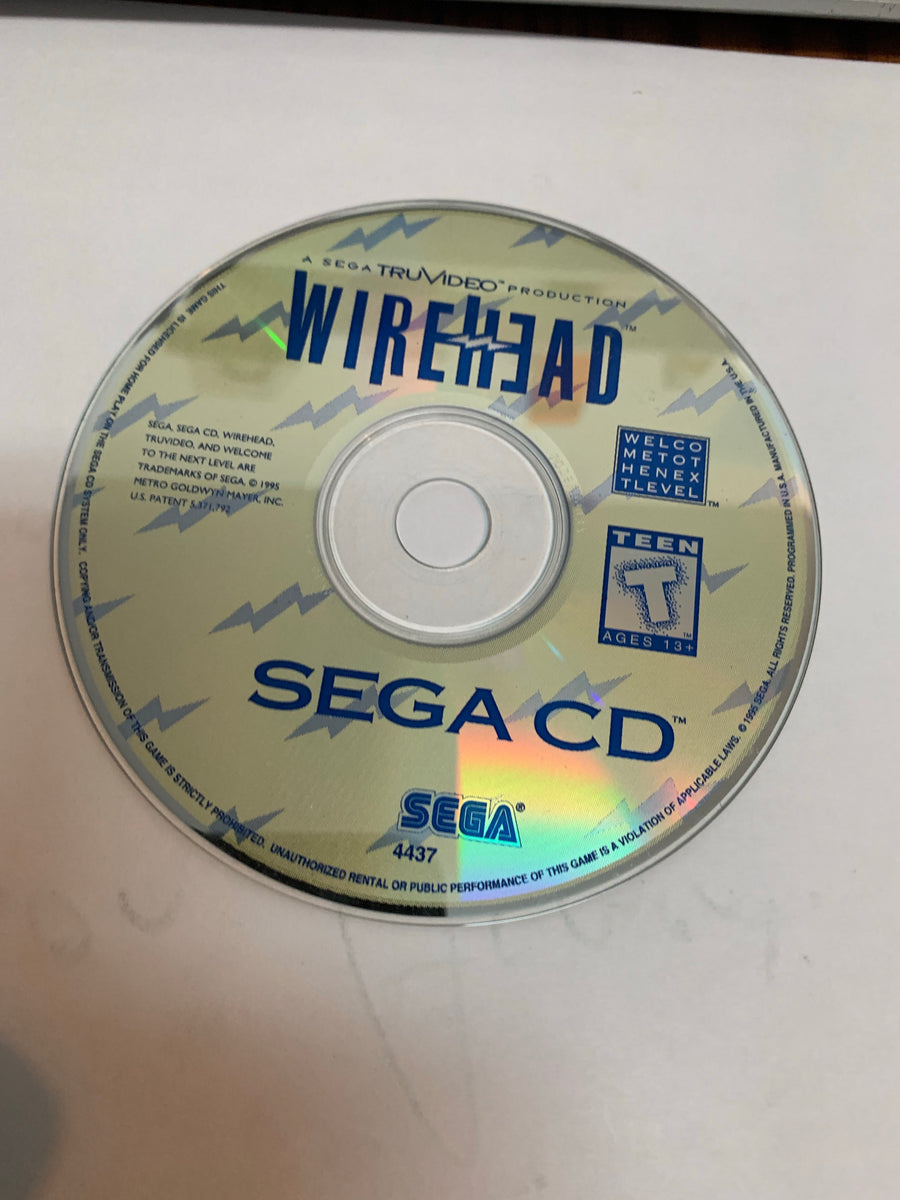 A SEGA TRUVIDEO™ PRODUCTION
WIREHEAD™
SEGA, SEGA CD, WIREHEAD,
TRUVIDEO, AND WELCOME
TO THE NEXT LEVEL ARE
TRADEMARKS OF SEGA. © 1995
METRO GOLDWYN MAYER, INC.
U.S. PATENT 5,371,792
WELCO
METOT
HENEX
TLEVEL™
TEEN
T™
AGES 13+
SEGA CD™
SEGA®
4437
THIS GAME IS LICENSED FOR HOME PLAY ON THE SEGA CD SYSTEM ONLY. COPYING AND/OR TRANSMISSION OF THIS GAME IS STRICTLY PROHIBITED. UNAUTHORIZED RENTAL OR PUBLIC PERFORMANCE OF THIS GAME IS A VIOLATION OF APPLICABLE LAWS. © 1995 SEGA. ALL RIGHTS RESERVED. PROGRAMMED IN U.S.A. MANUFACTURED IN THE U.S.A.